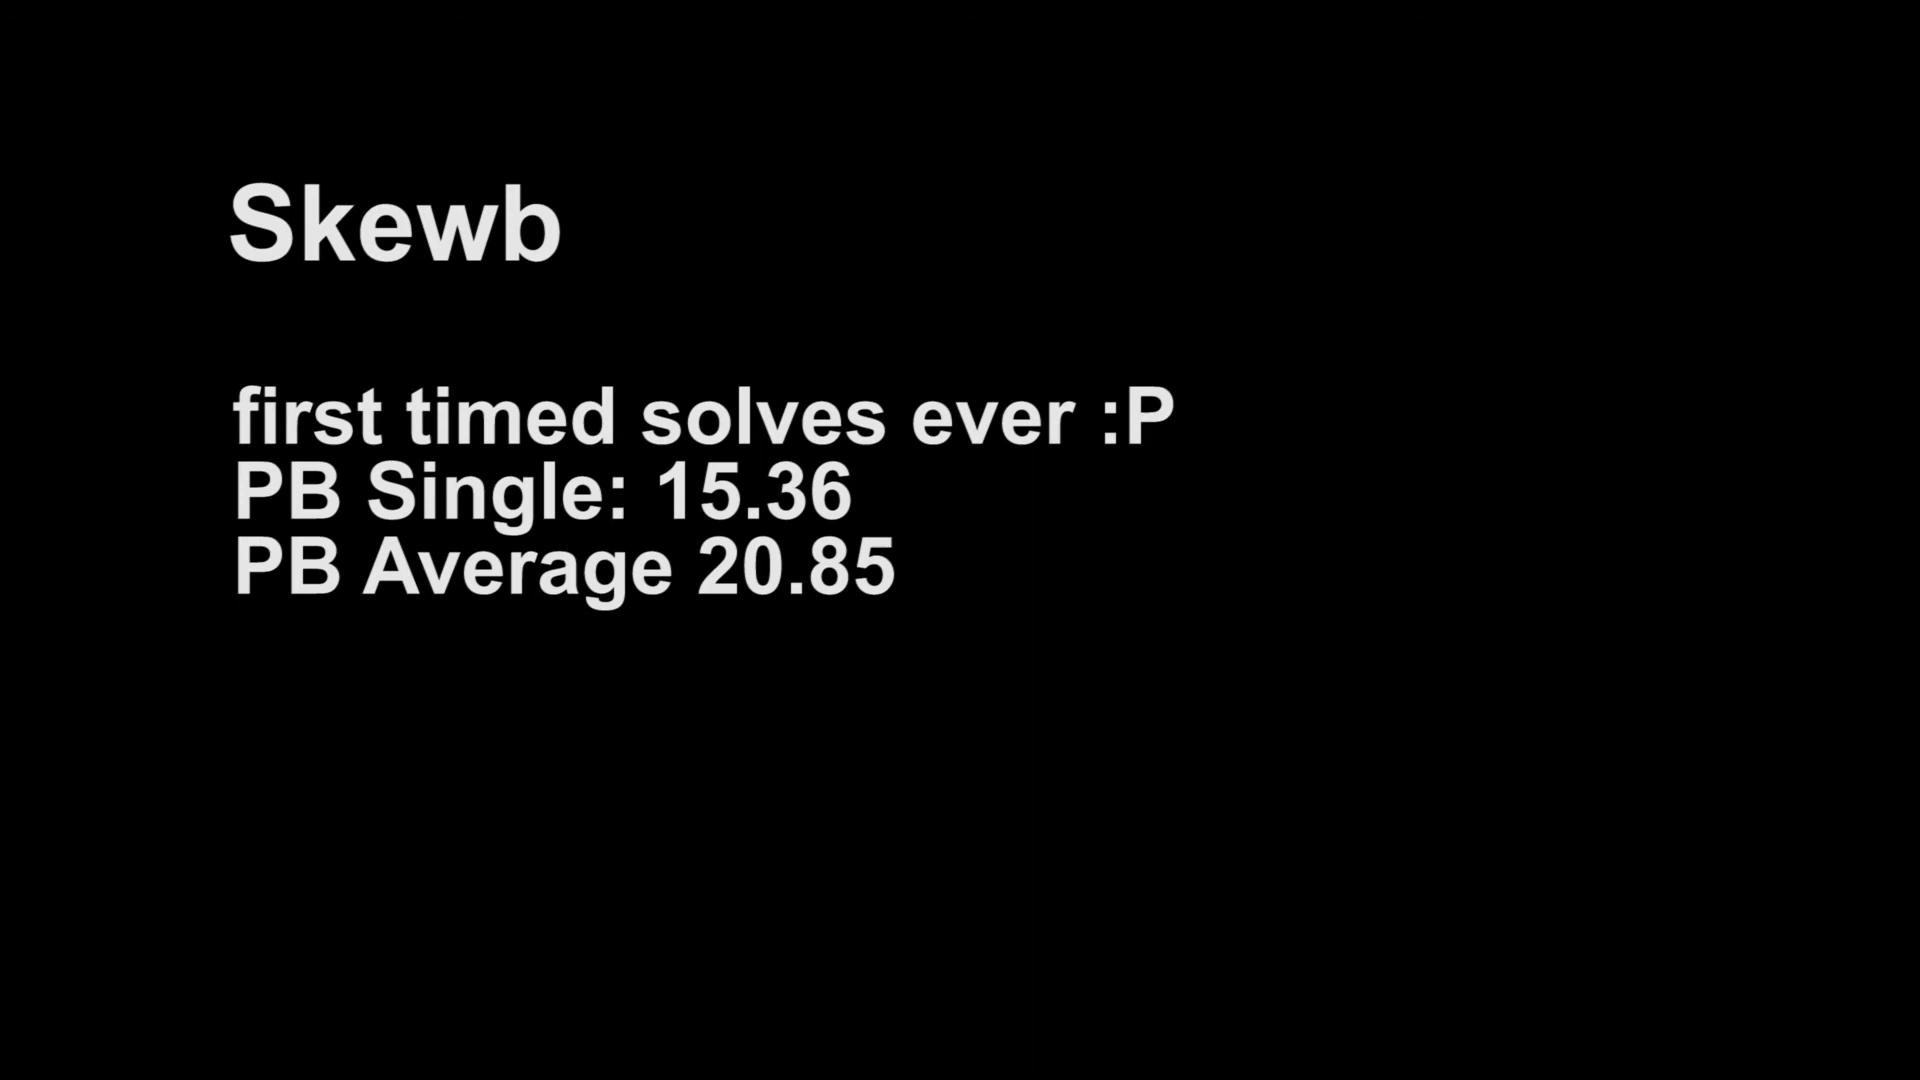 Skewb
first timed solves ever :P
PB Single: 15.36
PB Average 20.85